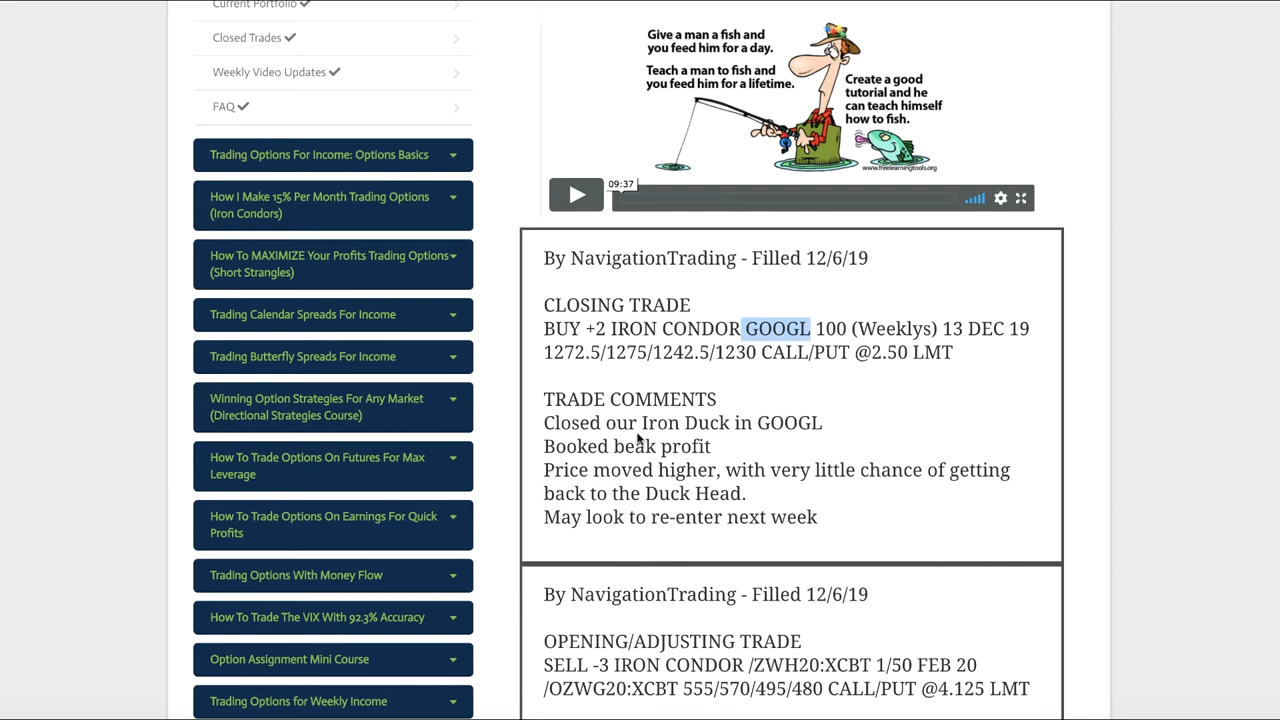 Current Portfolio
Closed Trades
Weekly Video Updates
FAQ
Trading Options For Income: Options Basics
How I Make 15% Per Month Trading Options
(Iron Condors)
How To MAXIMIZE Your Profits Trading Options
(Short Strangles)
Trading Calendar Spreads For Income
Trading Butterfly Spreads For Income
Winning Option Strategies For Any Market
(Directional Strategies Course)
How To Trade Options On Futures For Max
Leverage
How To Trade Options On Earnings For Quick
Profits
Trading Options With Money Flow
How To Trade The VIX With 92.3% Accuracy
Option Assignment Mini Course
Trading Options for Weekly Income
Give a man a fish and
you feed him for a day.
Teach a man to fish and
you feed him for a lifetime.
Create a good
tutorial and he
can teach himself
how to fish.
www.freelearningtools.org
09:37
By NavigationTrading - Filled 12/6/19
CLOSING TRADE
BUY +2 IRON CONDOR GOOGL 100 (Weeklys) 13 DEC 19
1272.5/1275/1242.5/1230 CALL/PUT @2.50 LMT
TRADE COMMENTS
Closed our Iron Duck in GOOGL
Booked beak profit
Price moved higher, with very little chance of getting
back to the Duck Head.
May look to re-enter next week
By NavigationTrading - Filled 12/6/19
OPENING/ADJUSTING TRADE
SELL -3 IRON CONDOR /ZWH20:XCBT 1/50 FEB 20
/OZWG20:XCBT 555/570/495/480 CALL/PUT @4.125 LMT